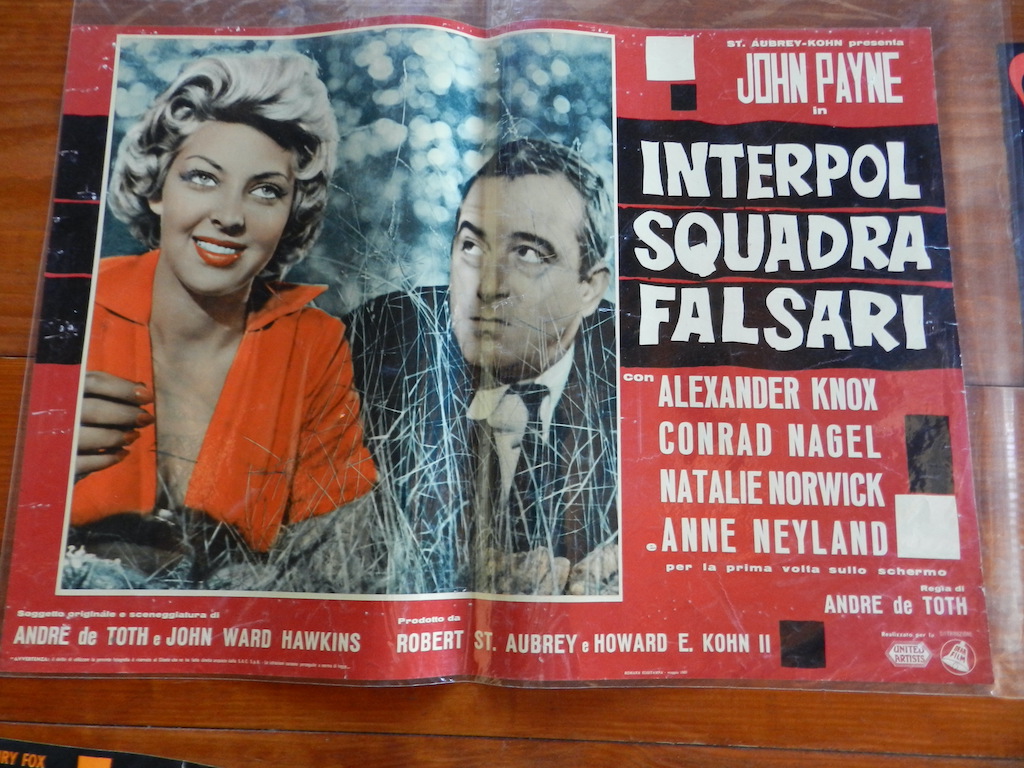 ST. AUBREY-KOHN presenta
JOHN PAYNE
in
INTERPOL
SQUADRA
FALSARI
con ALEXANDER KNOX
CONRAD NAGEL
NATALIE NORWICK
e ANNE NEYLAND
per la prima volta sullo schermo
Regia di
ANDRE de TOTH
Soggetto originale e sceneggiatura di
ANDRÈ de TOTH e JOHN WARD HAWKINS
Prodotto da
ROBERT ST. AUBREY e HOWARD E. KOHN II
Realizzato per la
UNITED
ARTISTS
DEAR
FILM
RY FOX